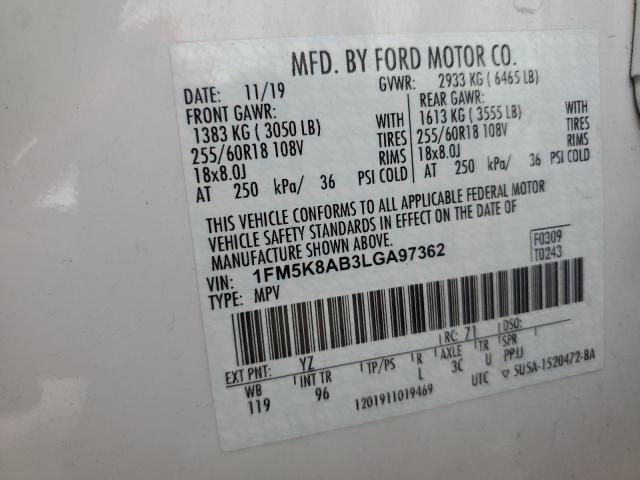 MFD. BY FORD MOTOR CO.
DATE: 11/19 GVWR: 2933 KG ( 6465 LB)
FRONT GAWR: REAR GAWR:
1383 KG ( 3050 LB) WITH 1613 KG ( 3555 LB) WITH
255/60R18 108V TIRES 255/60R18 108V TIRES
18x8.0J RIMS 18x8.0J RIMS
AT 250 kPa/ 36 PSI COLD AT 250 kPa/ 36 PSI COLD
THIS VEHICLE CONFORMS TO ALL APPLICABLE FEDERAL MOTOR
VEHICLE SAFETY STANDARDS IN EFFECT ON THE DATE OF
MANUFACTURE SHOWN ABOVE.
VIN: 1FM5K8AB3LGA97362 F0309
TYPE: MPV T0243
EXT PNT: YZ RC: 71 DSO:
WB INT TR TP/PS R AXLE TR SPR
119 96 L 3C U PPJJ
1201911019469 UTC ▽ 5U5A-1520472-BA